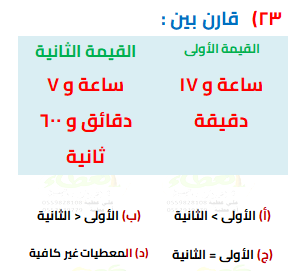 ٢٣) قارن بين :
القيمة الأولى
القيمة الثانية
ساعة و ١٧
دقيقة
ساعة و ٧
دقائق و ٦٠٠
ثانية
(أ) الأولى > الثانية
(ب) الأولى < الثانية
(ج) الأولى = الثانية
(د) المعطيات غير كافية